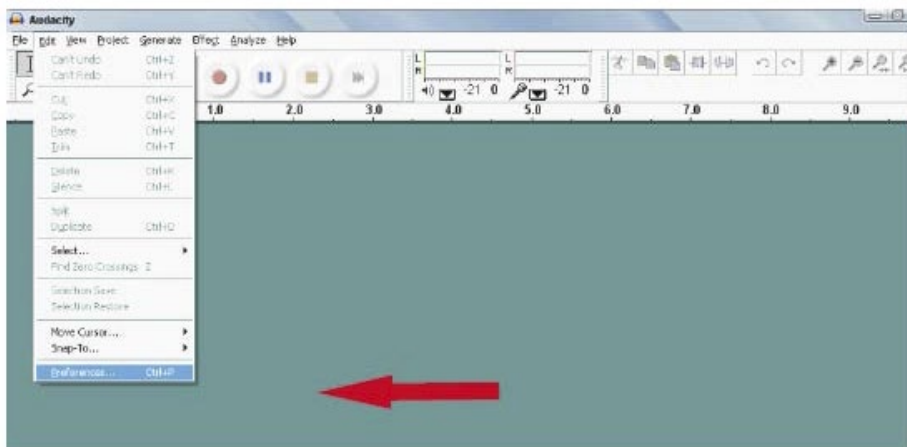 Audacity
File Edit View Project Generate Effect Analyze Help
Can't Undo Ctrl+Z
Can't Redo Ctrl+Y
Cut Ctrl+X
Copy Ctrl+C
Paste Ctrl+V
Trim Ctrl+T
Delete Ctrl+K
Silence Ctrl+L
Split
Duplicate Ctrl+D
Select...
Find Zero Crossings Z
Selection Save
Selection Restore
Move Cursor...
Snap-To...
Preferences... Ctrl+P
L
R
-21 0
L
R
-21 0
1.0 2.0 3.0 4.0 5.0 6.0 7.0 8.0 9.0